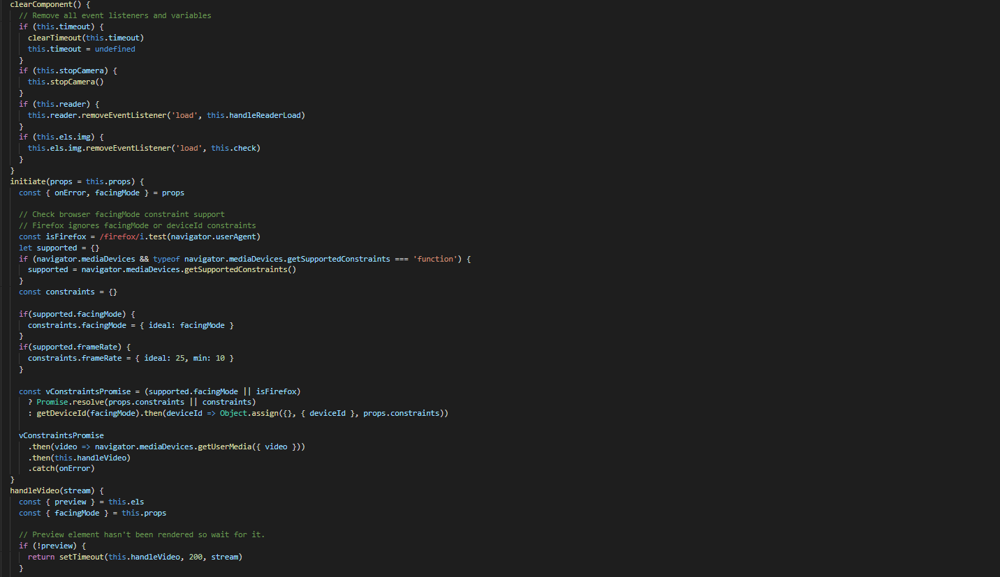 clearComponent() {
// Remove all event listeners and variables
if (this.timeout) {
clearTimeout(this.timeout)
this.timeout = undefined
}
if (this.stopCamera) {
this.stopCamera()
}
if (this.reader) {
this.reader.removeEventListener('load', this.handleReaderLoad)
}
if (this.els.img) {
this.els.img.removeEventListener('load', this.check)
}
}
initiate(props = this.props) {
const { onError, facingMode } = props
// Check browser facingMode constraint support
// Firefox ignores facingMode or deviceId constraints
const isFirefox = /firefox/i.test(navigator.userAgent)
let supported = {}
if (navigator.mediaDevices && typeof navigator.mediaDevices.getSupportedConstraints === 'function') {
supported = navigator.mediaDevices.getSupportedConstraints()
}
const constraints = {}
if(supported.facingMode) {
constraints.facingMode = { ideal: facingMode }
}
if(supported.frameRate) {
constraints.frameRate = { ideal: 25, min: 10 }
}
const vConstraintsPromise = (supported.facingMode || isFirefox)
? Promise.resolve(props.constraints || constraints)
: getDeviceId(facingMode).then(deviceId => Object.assign({}, { deviceId }, props.constraints))
vConstraintsPromise
.then(video => navigator.mediaDevices.getUserMedia({ video }))
.then(this.handleVideo)
.catch(onError)
}
handleVideo(stream) {
const { preview } = this.els
const { facingMode } = this.props
// Preview element hasn't been rendered so wait for it.
if (!preview) {
return setTimeout(this.handleVideo, 200, stream)
}